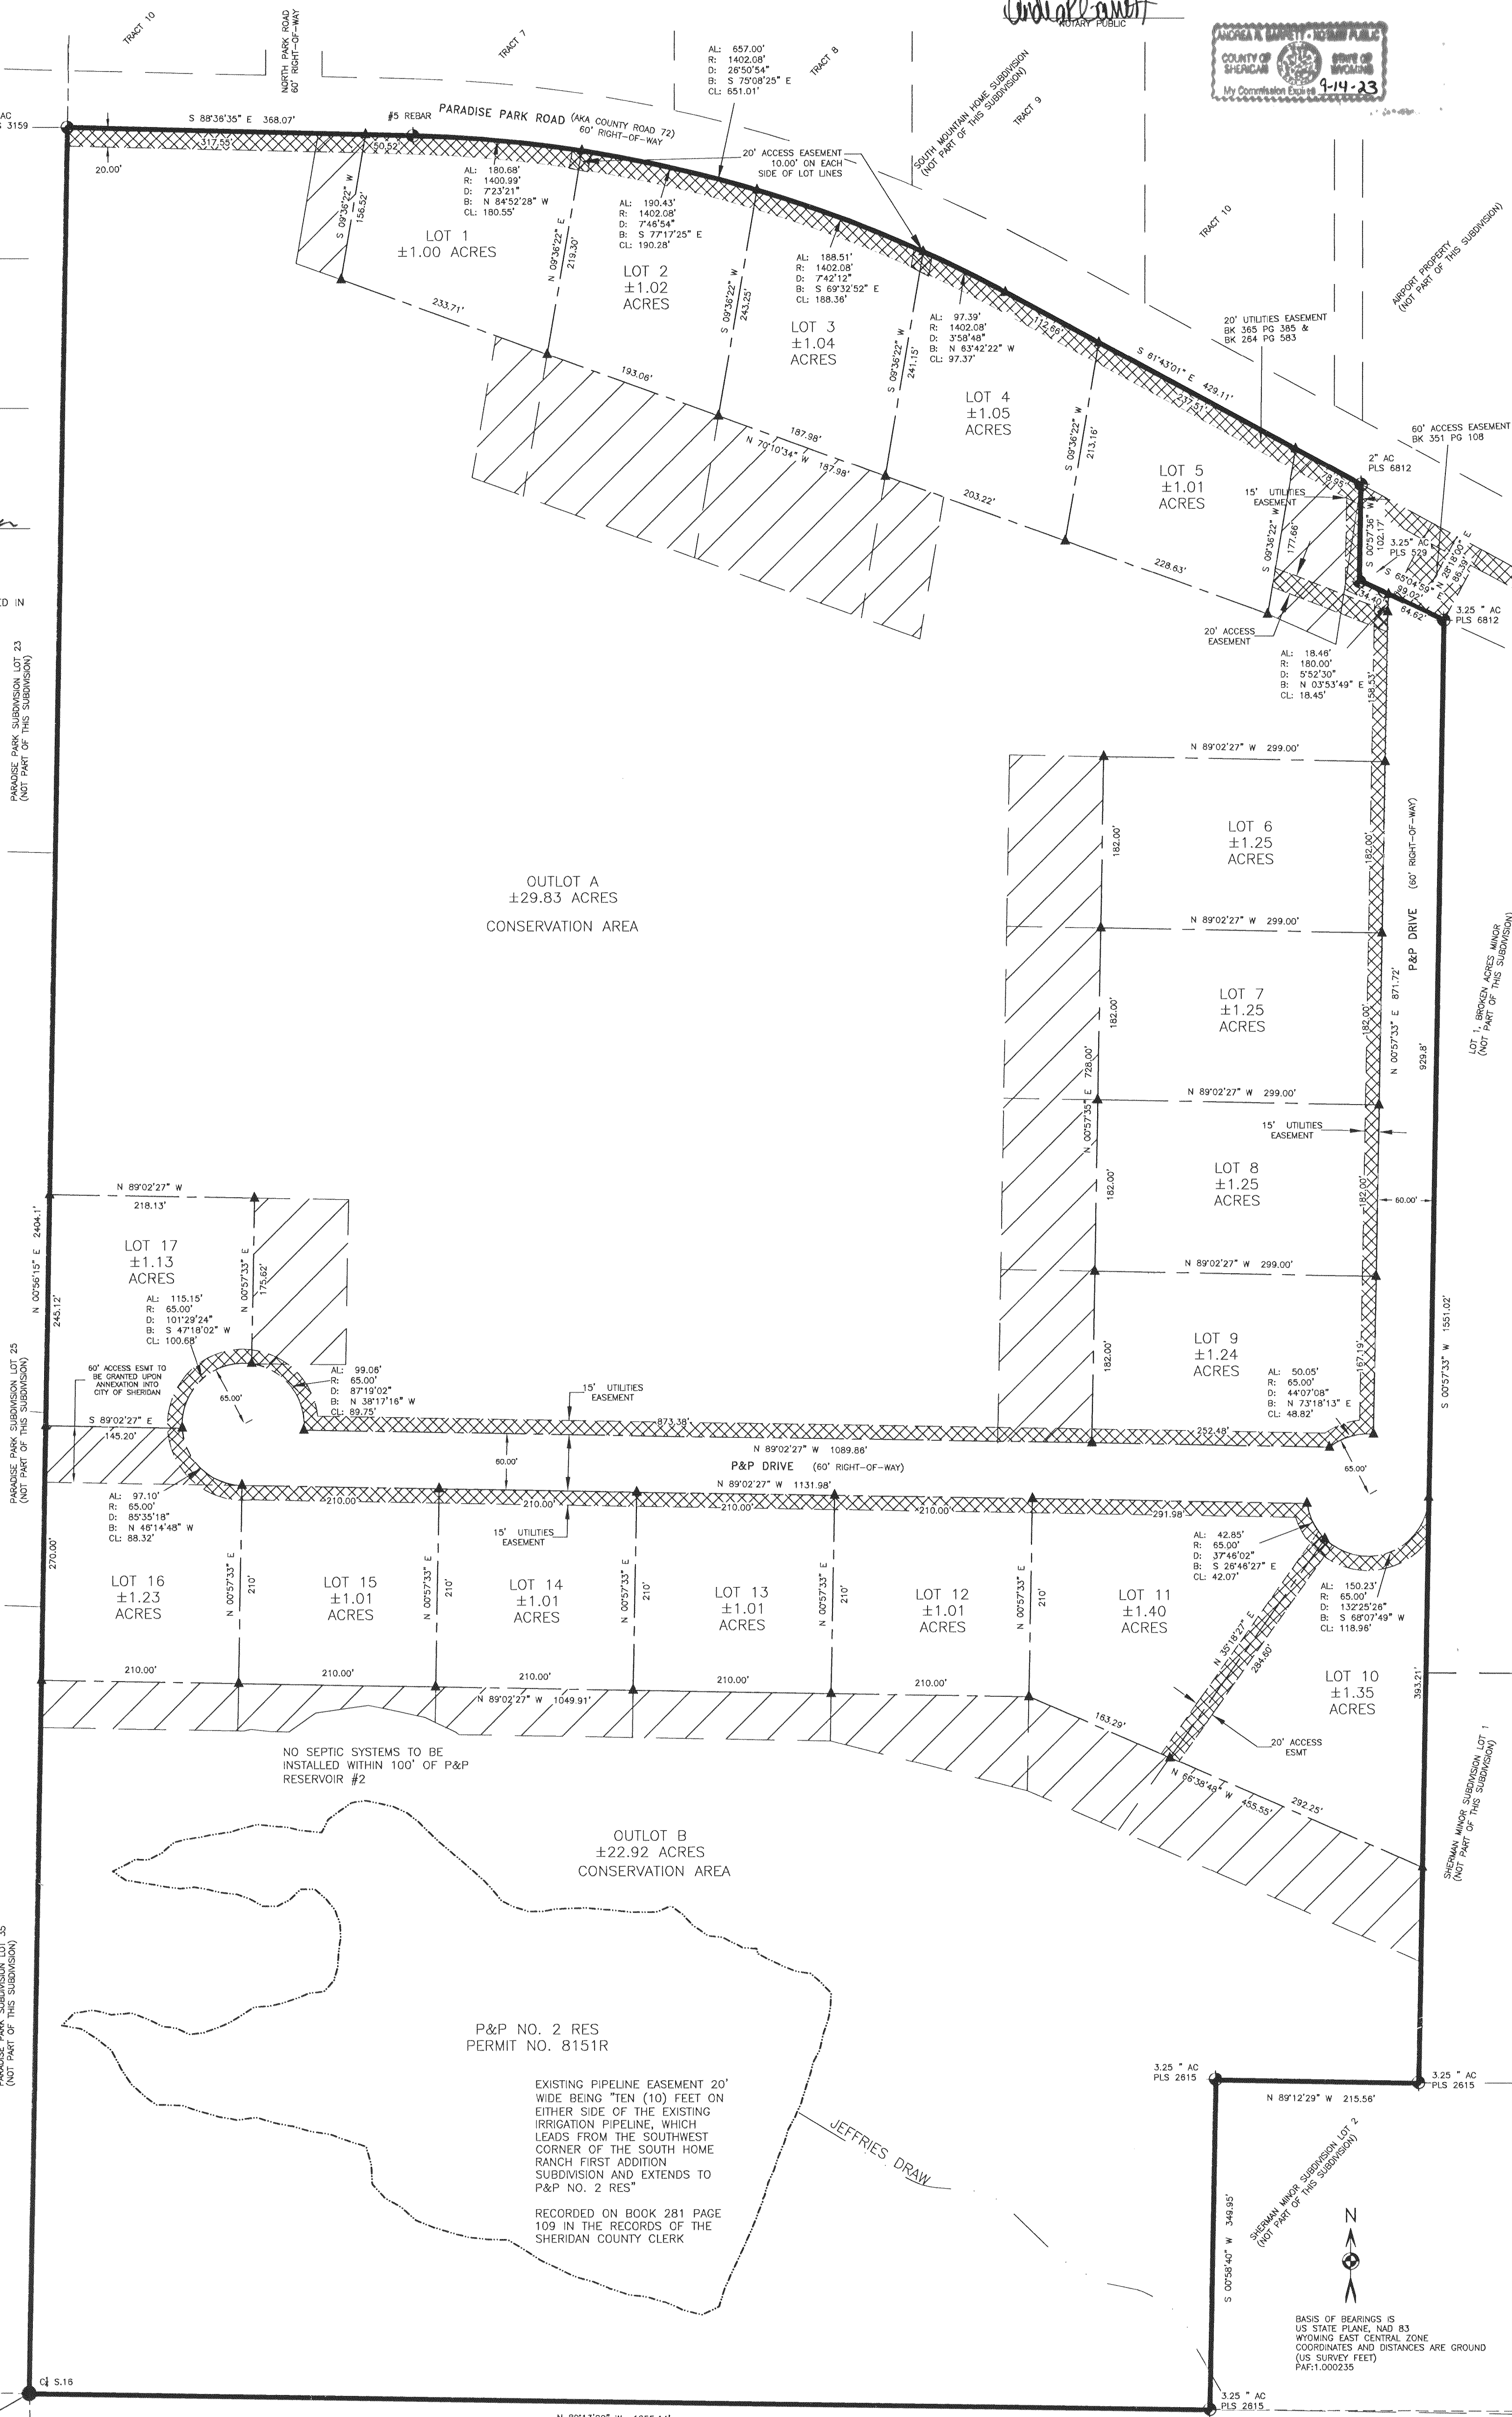 NOTARY PUBLIC
COUNTY OF
SHERIDAN
STATE OF
WYOMING
My Commission Expires 9-14-23
TRACT 10
NORTH PARK ROAD
60' RIGHT-OF-WAY
TRACT 7
AL: 657.00'
R: 1402.08'
D: 26°50'54"
B: S 75°08'25" E
CL: 651.01'
TRACT 8
SOUTH MOUNTAIN HOME SUBDIVISION
(NOT PART OF THIS SUBDIVISION)
TRACT 9
TRACT 10
AIRPORT PROPERTY
(NOT PART OF THIS SUBDIVISION)
AC
3159
S 88°36'35" E 368.07'
#5 REBAR
PARADISE PARK ROAD (AKA COUNTY ROAD 72)
60' RIGHT-OF-WAY
317.55'
50.52'
20.00'
20' ACCESS EASEMENT
10.00' ON EACH
SIDE OF LOT LINES
S 09°36'22" W
156.52'
LOT 1
±1.00 ACRES
AL: 180.68'
R: 1400.99'
D: 7°23'21"
B: N 84°52'28" W
CL: 180.55'
N 09°36'22" E
219.30'
AL: 190.43'
R: 1402.08'
D: 7°46'54"
B: S 77°17'25" E
CL: 190.28'
LOT 2
±1.02
ACRES
S 09°36'22" W
243.25'
AL: 188.51'
R: 1402.08'
D: 7°42'12"
B: S 69°32'52" E
CL: 188.36'
LOT 3
±1.04
ACRES
S 09°36'22" W
241.15'
AL: 97.39'
R: 1402.08'
D: 3°58'48"
B: N 63°42'22" W
CL: 97.37'
112.66'
LOT 4
±1.05
ACRES
S 09°36'22" W
213.16'
S 61°43'01" E 429.11'
237.51'
20' UTILITIES EASEMENT
BK 365 PG 385 &
BK 264 PG 583
60' ACCESS EASEMENT
BK 351 PG 108
2" AC
PLS 6812
78.95'
LOT 5
±1.01
ACRES
15' UTILITIES
EASEMENT
S 09°36'22" W
177.66'
S 00°57'36" W
102.17'
3.25" AC
PLS 529
N 28°18'00" E
86.39'
S 65°04'59" E
99.02'
34.40'
64.62'
3.25 " AC
PLS 6812
233.71'
193.06'
187.98'
N 70°10'34" W 187.98'
203.22'
228.63'
20' ACCESS
EASEMENT
AL: 18.46'
R: 180.00'
D: 5°52'30"
B: N 03°53'49" E
CL: 18.45'
158.53'
ED IN
PARADISE PARK SUBDIVISION LOT 23
(NOT PART OF THIS SUBDIVISION)
N 89°02'27" W 299.00'
LOT 6
±1.25
ACRES
182.00'
182.00'
P&P DRIVE (60' RIGHT-OF-WAY)
OUTLOT A
±29.83 ACRES
CONSERVATION AREA
N 89°02'27" W 299.00'
LOT 7
±1.25
ACRES
182.00'
182.00'
N 00°57'33" E 871.72'
929.8'
LOT 1, BROKEN ACRES MINOR
(NOT PART OF THIS SUBDIVISION)
N 00°57'35" E 728.00'
N 89°02'27" W 299.00'
15' UTILITIES
EASEMENT
LOT 8
±1.25
ACRES
182.00'
182.00'
60.00'
N 89°02'27" W 299.00'
LOT 9
±1.24
ACRES
182.00'
167.19'
S 00°57'33" W 1551.02'
AL: 50.05'
R: 65.00'
D: 44°07'08"
B: N 73°18'13" E
CL: 48.82'
N 89°02'27" W
218.13'
N 00°56'15" E 2404.1'
245.12'
LOT 17
±1.13
ACRES
N 00°57'33" E
175.62'
AL: 115.15'
R: 65.00'
D: 101°29'24"
B: S 47°18'02" W
CL: 100.68'
PARADISE PARK SUBDIVISION LOT 25
(NOT PART OF THIS SUBDIVISION)
60' ACCESS ESMT TO
BE GRANTED UPON
ANNEXATION INTO
CITY OF SHERIDAN
65.00'
AL: 99.06'
R: 65.00'
D: 87°19'02"
B: N 38°17'16" W
CL: 89.75'
15' UTILITIES
EASEMENT
S 89°02'27" E
145.20'
873.38'
252.48'
N 89°02'27" W 1089.86'
60.00'
P&P DRIVE (60' RIGHT-OF-WAY)
N 89°02'27" W 1131.98'
65.00'
AL: 97.10'
R: 65.00'
D: 85°35'18"
B: N 46°14'48" W
CL: 88.32'
210.00'
210.00'
210.00'
210.00'
291.98'
15' UTILITIES
EASEMENT
AL: 42.85'
R: 65.00'
D: 37°46'02"
B: S 26°46'27" E
CL: 42.07'
270.00'
LOT 16
±1.23
ACRES
N 00°57'33" E
210'
LOT 15
±1.01
ACRES
N 00°57'33" E
210'
LOT 14
±1.01
ACRES
N 00°57'33" E
210'
LOT 13
±1.01
ACRES
N 00°57'33" E
210'
LOT 12
±1.01
ACRES
N 00°57'33" E
210'
LOT 11
±1.40
ACRES
N 35°18'27" E
284.60'
AL: 150.23'
R: 65.00'
D: 132°25'26"
B: S 68°07'49" W
CL: 118.96'
LOT 10
±1.35
ACRES
393.21'
210.00'
210.00'
210.00'
210.00'
210.00'
N 89°02'27" W 1049.91'
163.29'
20' ACCESS
ESMT
N 66°38'48" W 455.55'
292.25'
SHERMAN MINOR SUBDIVISION LOT 1
(NOT PART OF THIS SUBDIVISION)
NO SEPTIC SYSTEMS TO BE
INSTALLED WITHIN 100' OF P&P
RESERVOIR #2
OUTLOT B
±22.92 ACRES
CONSERVATION AREA
PARADISE PARK SUBDIVISION LOT 35
(NOT PART OF THIS SUBDIVISION)
P&P NO. 2 RES
PERMIT NO. 8151R
EXISTING PIPELINE EASEMENT 20'
WIDE BEING "TEN (10) FEET ON
EITHER SIDE OF THE EXISTING
IRRIGATION PIPELINE, WHICH
LEADS FROM THE SOUTHWEST
CORNER OF THE SOUTH HOME
RANCH FIRST ADDITION
SUBDIVISION AND EXTENDS TO
P&P NO. 2 RES"
RECORDED ON BOOK 281 PAGE
109 IN THE RECORDS OF THE
SHERIDAN COUNTY CLERK
JEFFRIES DRAW
3.25 " AC
PLS 2615
3.25 " AC
PLS 2615
N 89°12'29" W 215.56'
SHERMAN MINOR SUBDIVISION LOT 2
(NOT PART OF THIS SUBDIVISION)
S 00°58'40" W 349.95'
N
BASIS OF BEARINGS IS
US STATE PLANE, NAD 83
WYOMING EAST CENTRAL ZONE
COORDINATES AND DISTANCES ARE GROUND
(US SURVEY FEET)
PAF:1.000235
C¼ S.16
3.25 " AC
PLS 2615